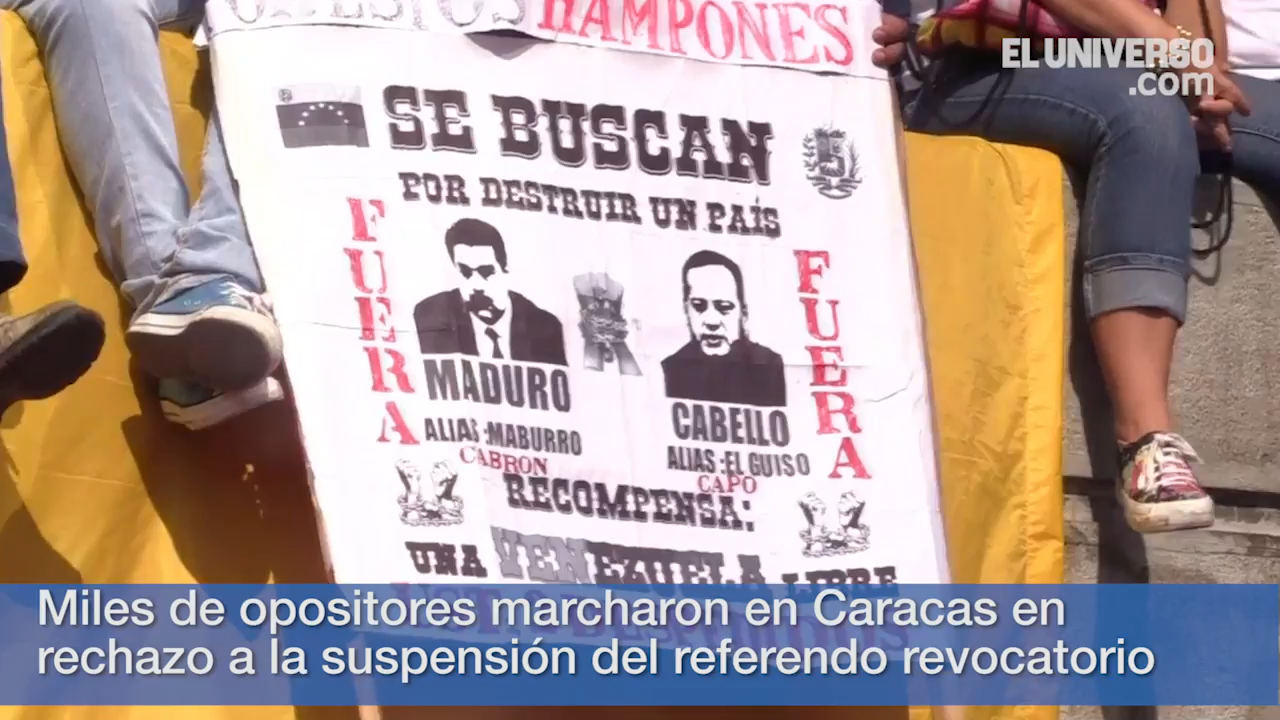 HAMPONES
EL UNIVERSO
.com
SE BUSCAN
POR DESTRUIR UN PAÍS
FUERA
FUERA
MADURO
CABELLO
ALIAS :MABURRO
ALIAS :EL GUISO
CABRON
CAPO
RECOMPENSA:
UNA VENEZUELA LIBRE
Miles de opositores marcharon en Caracas en
rechazo a la suspensión del referendo revocatorio